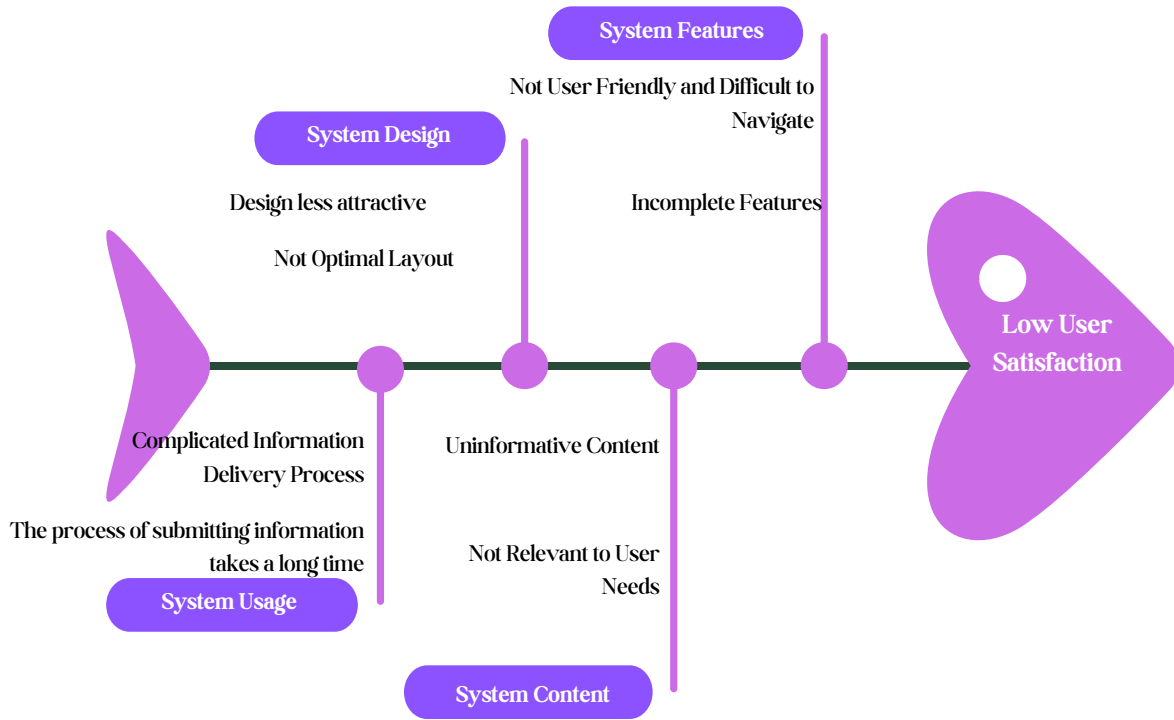 System Features
Not User Friendly and Difficult to
Navigate
Incomplete Features
System Design
Design less attractive
Not Optimal Layout
Low User
Satisfaction
Complicated Information
Delivery Process
The process of submitting information
takes a long time
System Usage
Uninformative Content
Not Relevant to User
Needs
System Content